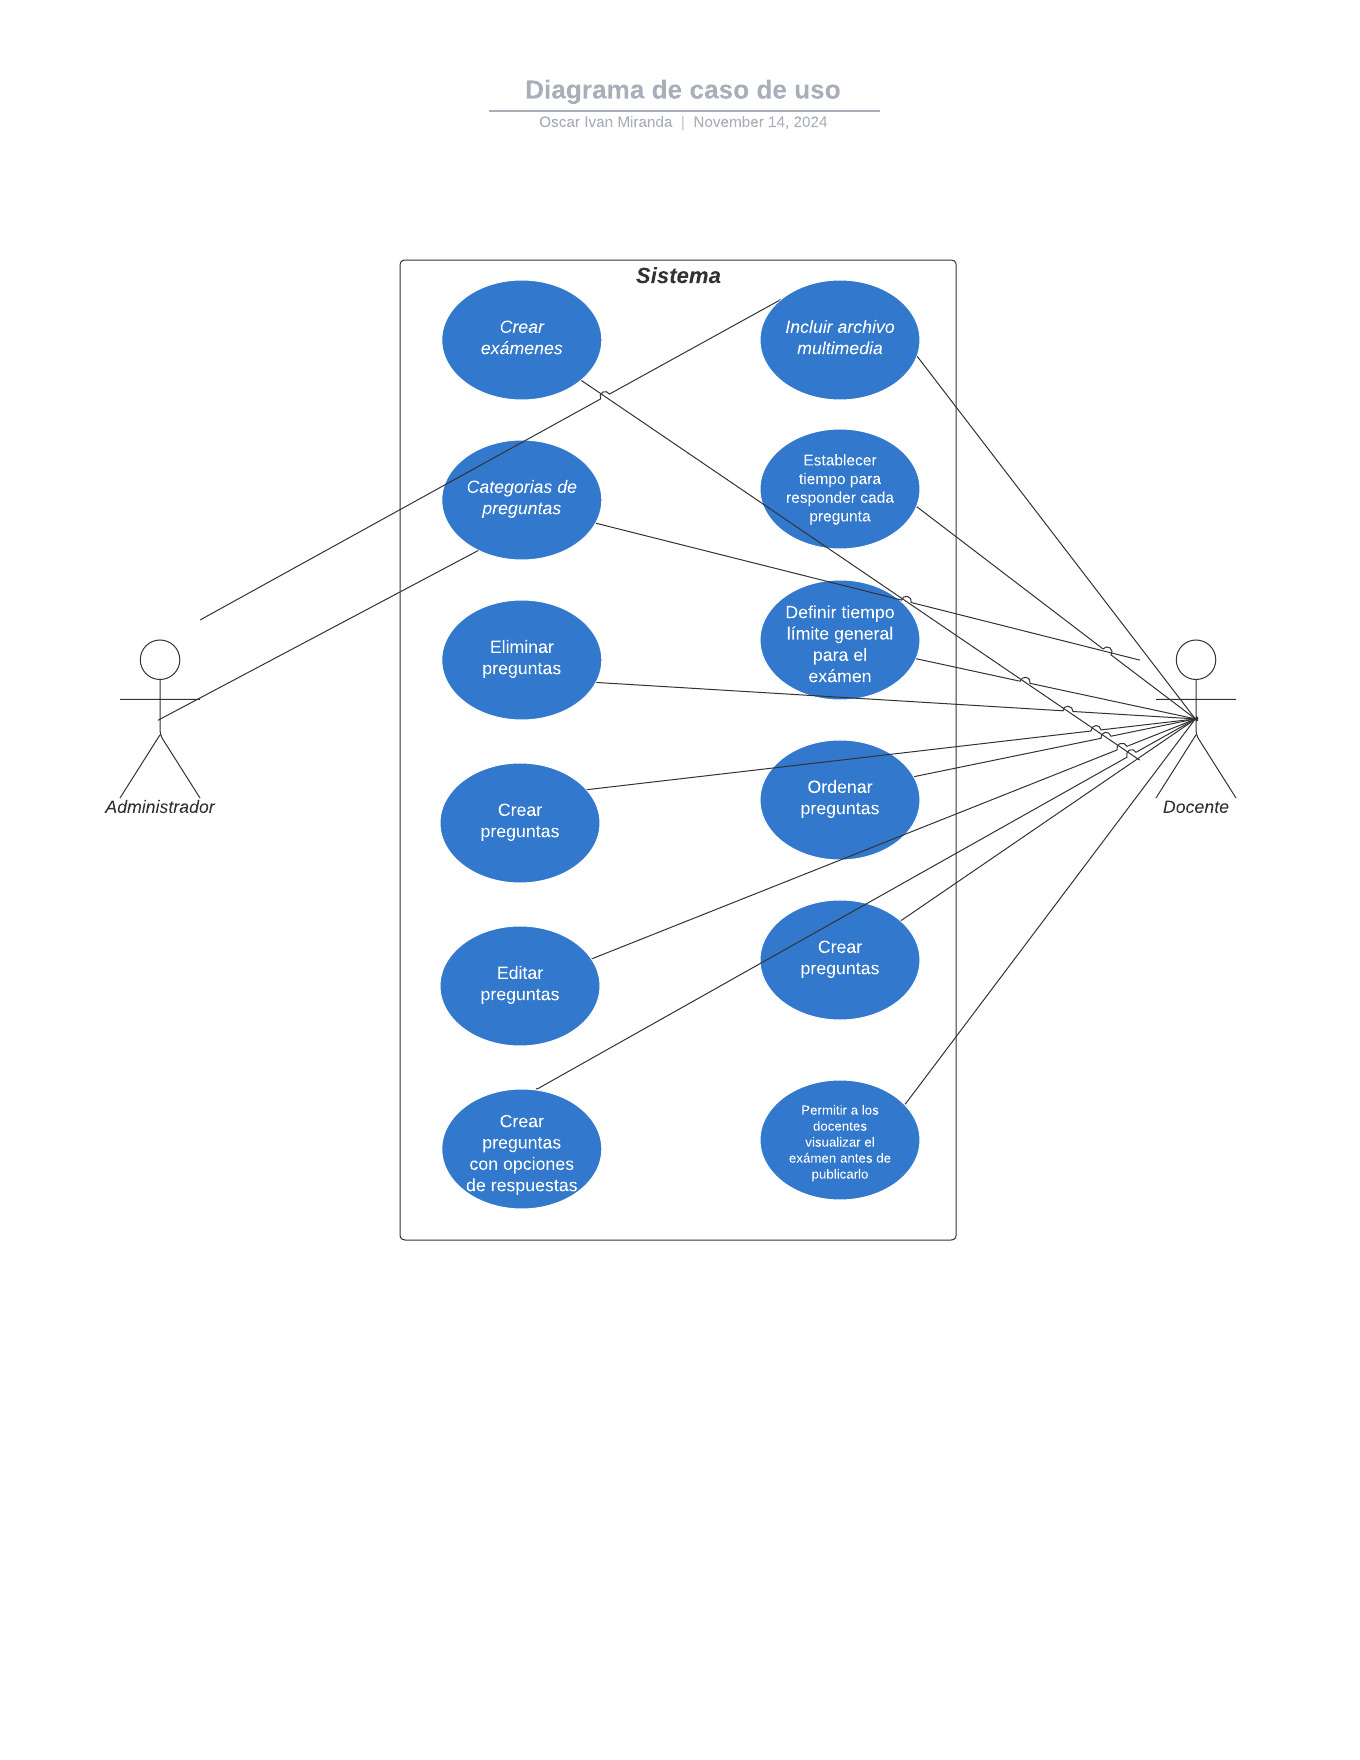 Diagrama de caso de uso
Oscar Ivan Miranda | November 14, 2024
Sistema
Crear
exámenes
Incluir archivo
multimedia
Categorias de
preguntas
Establecer
tiempo para
responder cada
pregunta
Eliminar
preguntas
Definir tiempo
límite general
para el
exámen
Administrador
Docente
Crear
preguntas
Ordenar
preguntas
Editar
preguntas
Crear
preguntas
Crear
preguntas
con opciones
de respuestas
Permitir a los
docentes
visualizar el
exámen antes de
publicarlo